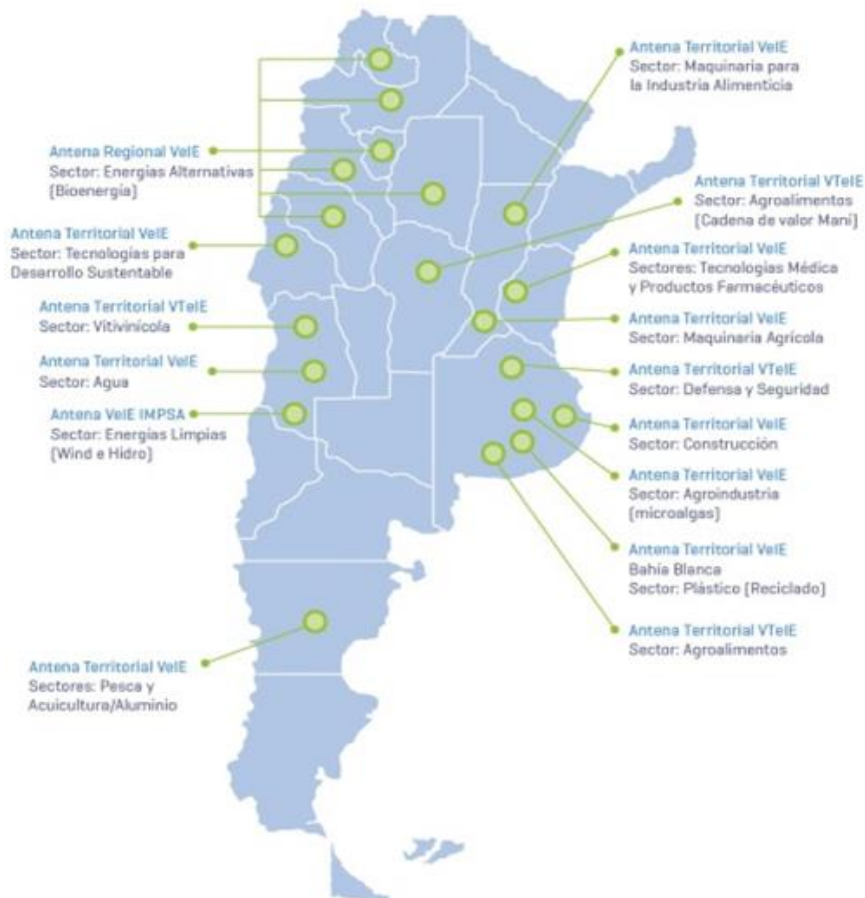 Antena Territorial VeIE
Sector: Maquinaria para
la Industria Alimenticia
Antena Regional VeIE
Sector: Energías Alternativas
(Bioenergía)
Antena Territorial VTeIE
Sector: Agroalimentos
(Cadena de valor Maní)
Antena Territorial VeIE
Sector: Tecnologías para
Desarrollo Sustentable
Antena Territorial VeIE
Sectores: Tecnologías Médica
y Productos Farmacéuticos
Antena Territorial VTeIE
Sector: Vitivinícola
Antena Territorial VeIE
Sector: Maquinaria Agrícola
Antena Territorial VeIE
Sector: Agua
Antena Territorial VTeIE
Sector: Defensa y Seguridad
Antena VeIE IMPSA
Sector: Energías Limpias
(Wind e Hidro)
Antena Territorial VeIE
Sector: Construcción
Antena Territorial VeIE
Sector: Agroindustria
(microalgas)
Antena Territorial VeIE
Bahía Blanca
Sector: Plástico (Reciclado)
Antena Territorial VTeIE
Sector: Agroalimentos
Antena Territorial VeIE
Sectores: Pesca y
Acuicultura/Aluminio